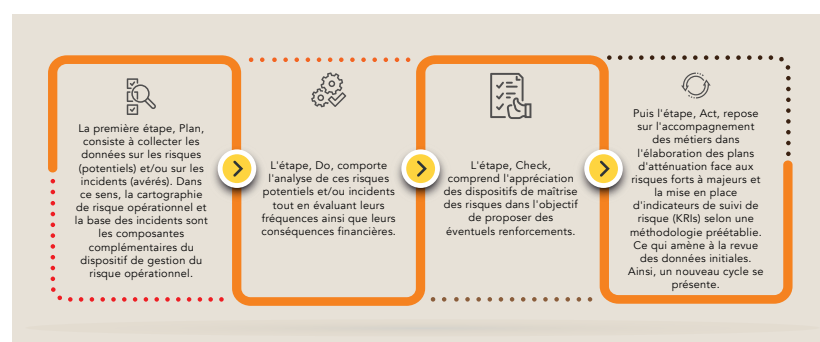 La première étape, Plan,
consiste à collecter les
données sur les risques
(potentiels) et/ou sur les
incidents (avérés). Dans
ce sens, la cartographie
de risque opérationnel et
la base des incidents sont
les composantes
complémentaires du
dispositif de gestion du
risque opérationnel.
L'étape, Do, comporte
l'analyse de ces risques
potentiels et/ou incidents
tout en évaluant leurs
fréquences ainsi que leurs
conséquences financières.
L'étape, Check,
comprend l'appréciation
des dispositifs de maîtrise
des risques dans l'objectif
de proposer des
éventuels renforcements.
Puis l'étape, Act, repose
sur l'accompagnement
des métiers dans
l'élaboration des plans
d'atténuation face aux
risques forts à majeurs et
la mise en place
d'indicateurs de suivi de
risque (KRIs) selon une
méthodologie préétablie.
Ce qui amène à la revue
des données initiales.
Ainsi, un nouveau cycle se
présente.